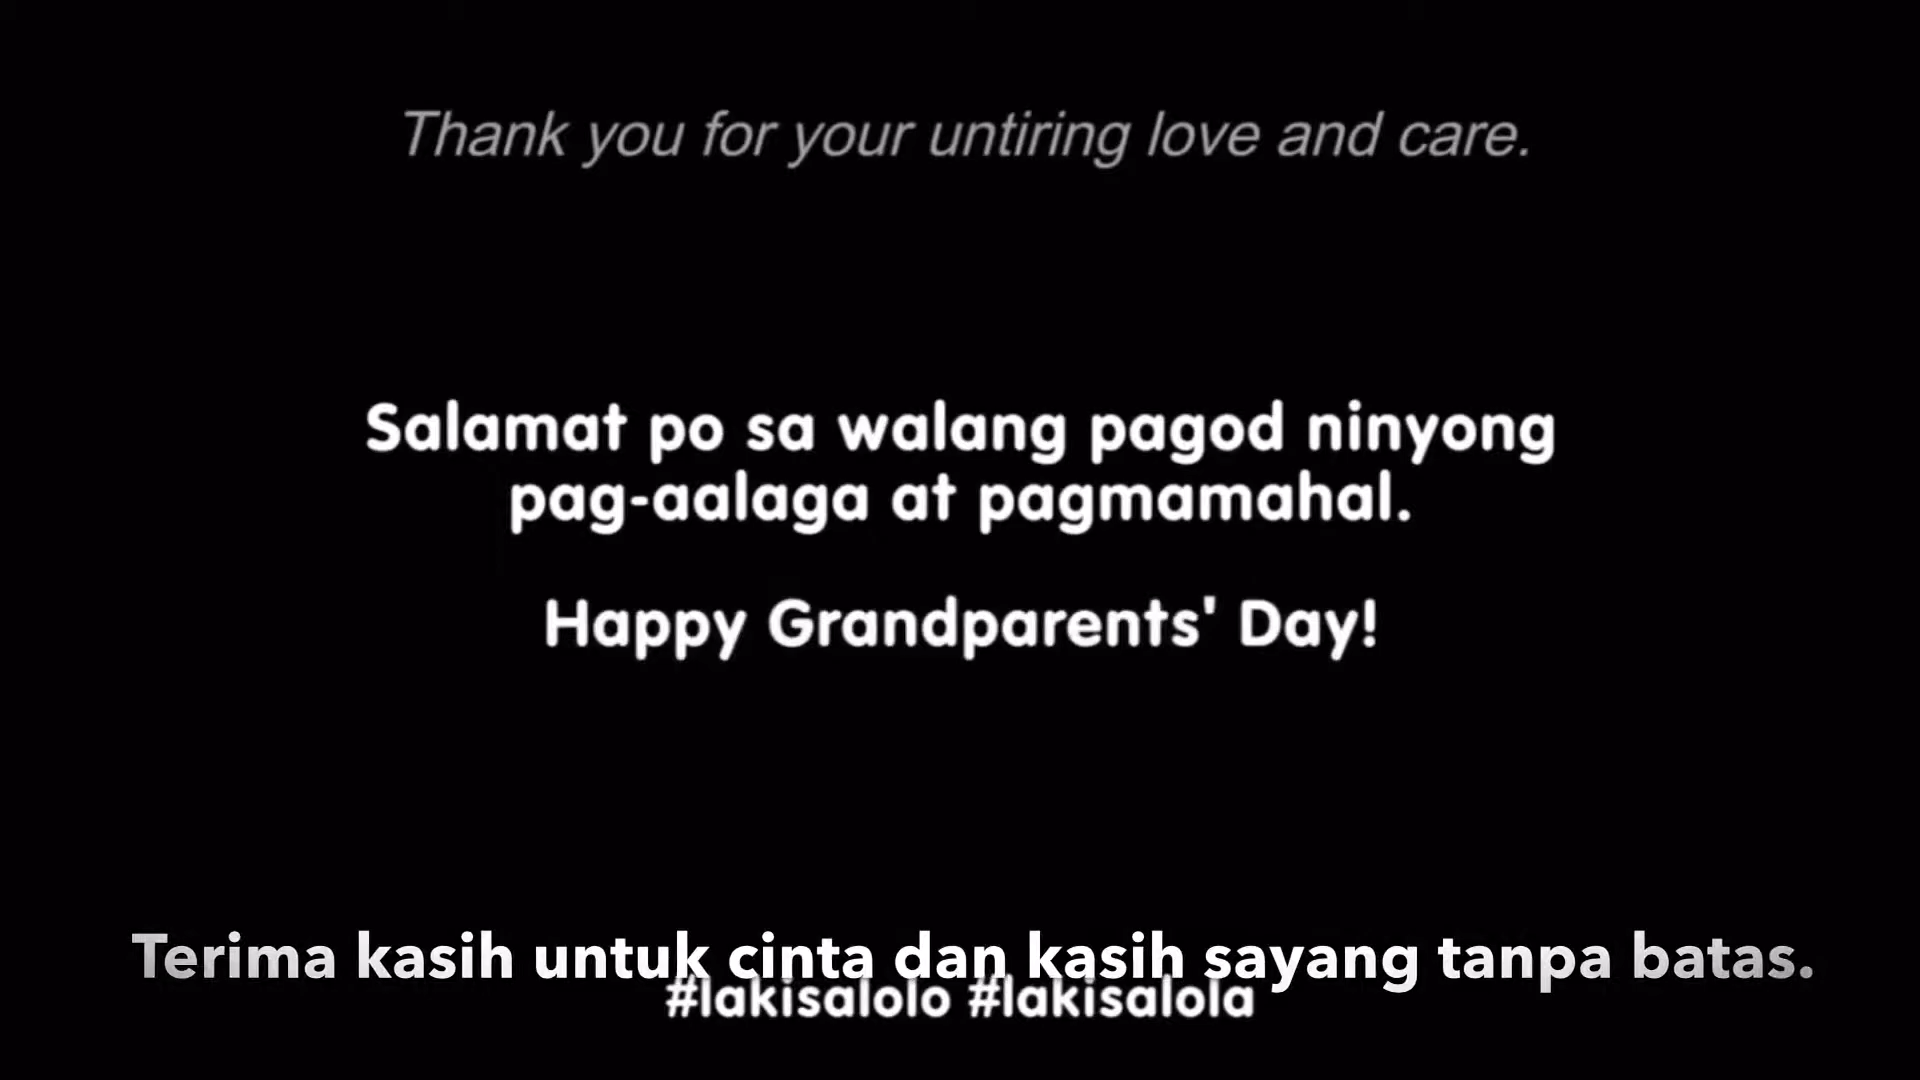 Thank you for your untiring love and care.
Salamat po sa walang pagod ninyong
pag-aalaga at pagmamahal.
Happy Grandparents' Day!
Terima kasih untuk cinta dan kasih sayang tanpa batas.
#lakisalolo #lakisalola